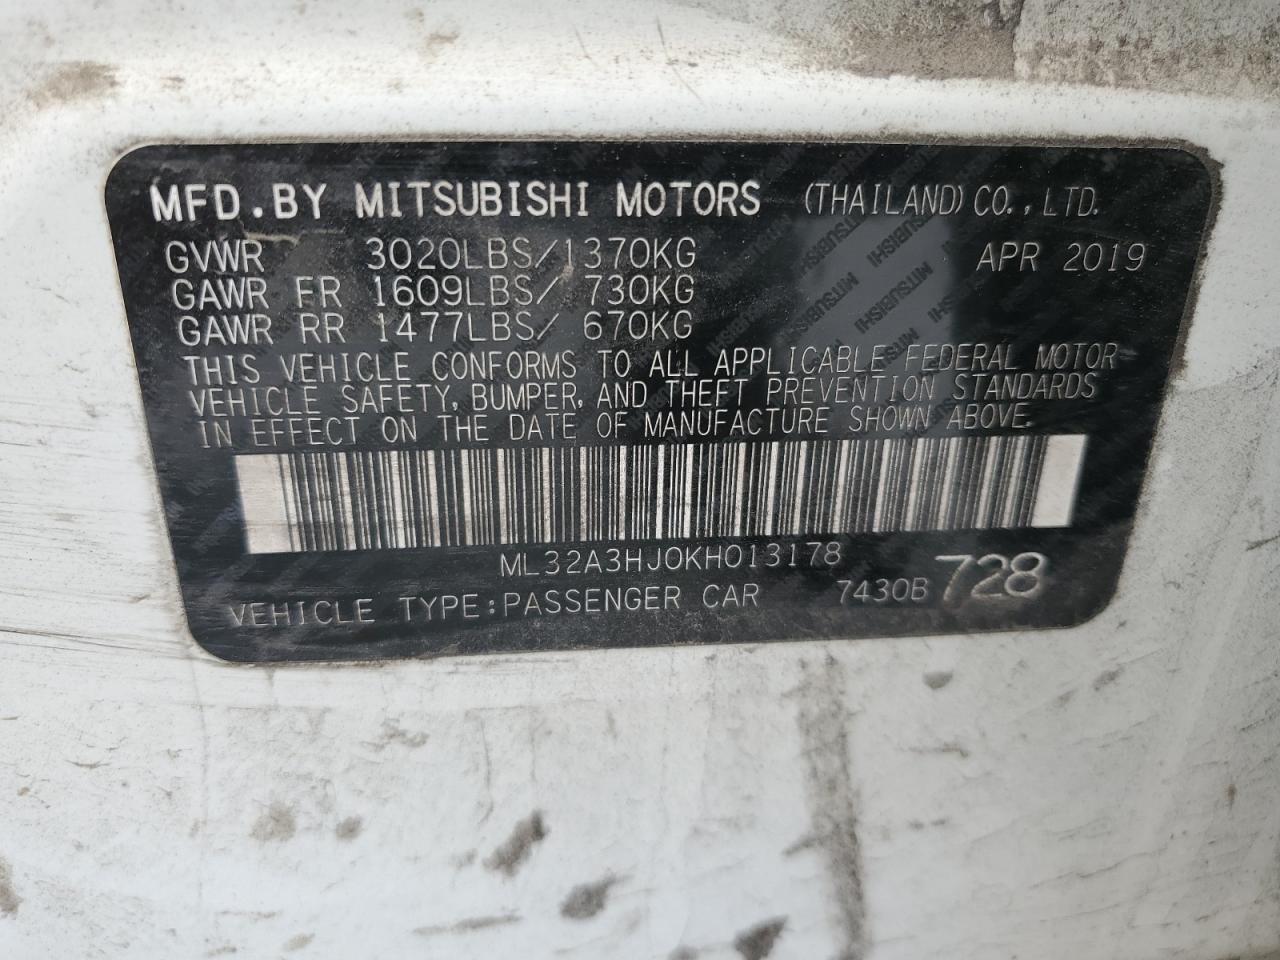 MFD.BY MITSUBISHI MOTORS (THAILAND) CO., LTD.
GVWR 3020LBS/1370KG APR 2019
GAWR FR 1609LBS/ 730KG
GAWR RR 1477LBS/ 670KG
THIS VEHICLE CONFORMS TO ALL APPLICABLE FEDERAL MOTOR
VEHICLE SAFETY, BUMPER, AND THEFT PREVENTION STANDARDS
IN EFFECT ON THE DATE OF MANUFACTURE SHOWN ABOVE.
ML32A3HJ0KH013178
VEHICLE TYPE:PASSENGER CAR 7430B 728